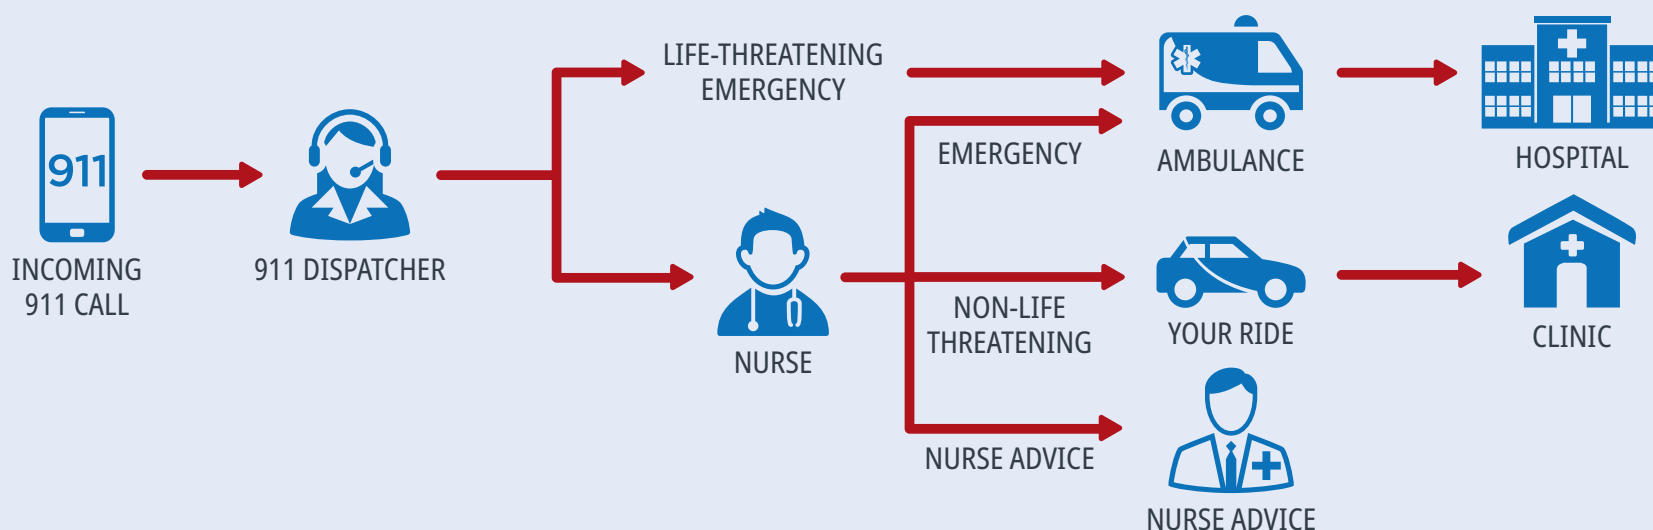 911
INCOMING
911 CALL
911 DISPATCHER
LIFE-THREATENING
EMERGENCY
NURSE
EMERGENCY
NON-LIFE
THREATENING
NURSE ADVICE
AMBULANCE
HOSPITAL
YOUR RIDE
CLINIC
NURSE ADVICE